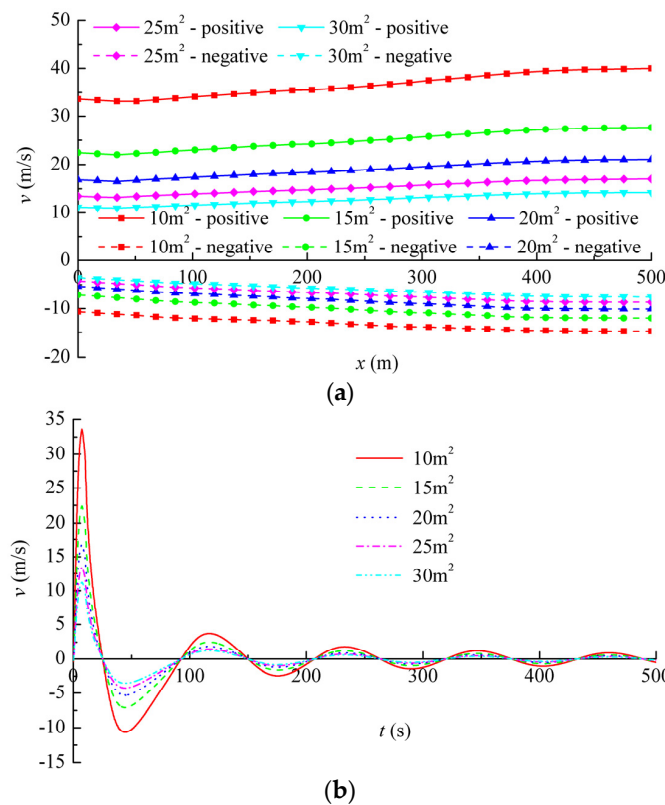 50
25m² - positive 30m² - positive
40
25m² - negative 30m² - negative
30
v (m/s)
20
10
10m² - positive 15m² - positive 20m² - positive
10m² - negative 15m² - negative 20m² - negative
0
0 100 200 300 400 500
-10
-20
x (m)
(a)
35
30
10m²
25
15m²
20
20m²
15
25m²
v (m/s)
10
30m²
5
0
0 100 200 300 400 500
-5
-10
t (s)
-15
(b)